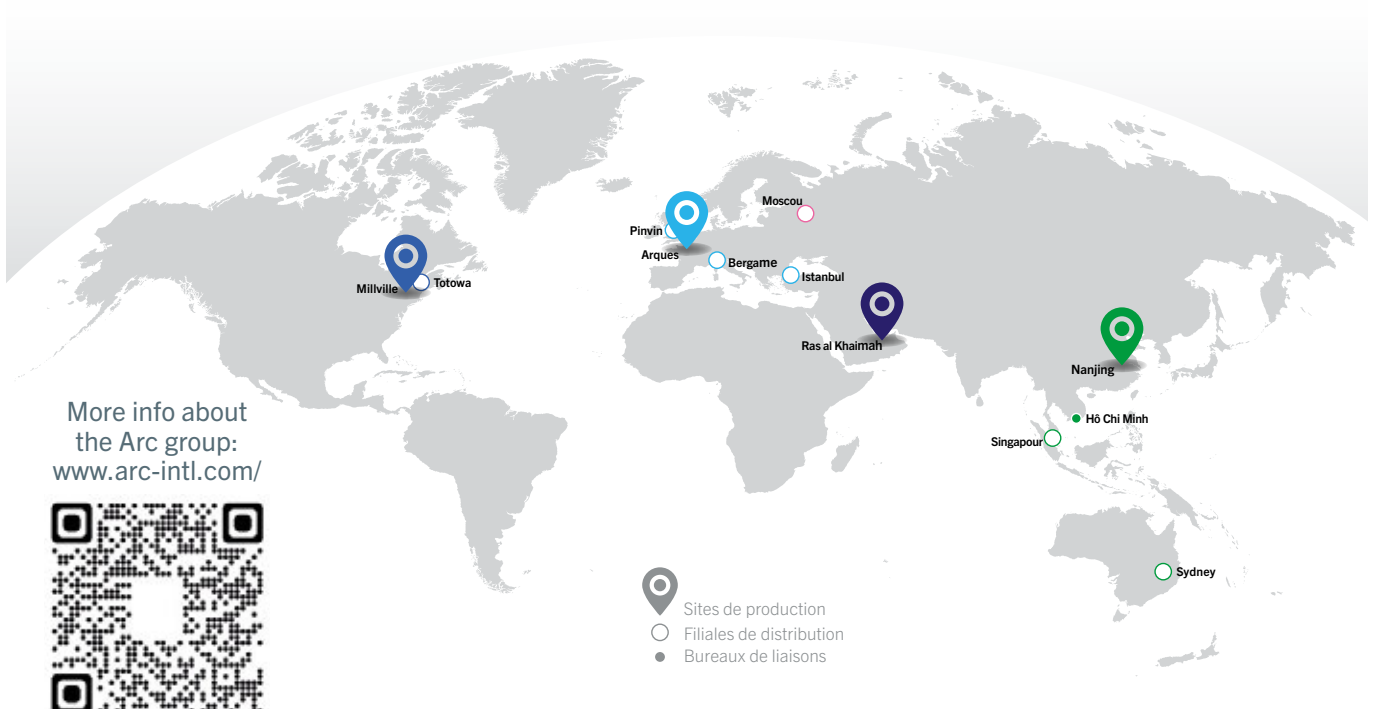 Moscou
Pinvin
Arques
Bergame
Istanbul
Millville
Totowa
Ras al Khaimah
Nanjing
Hô Chi Minh
Singapour
Sydney
More info about
the Arc group:
www.arc-intl.com/
Sites de production
Filiales de distribution
Bureaux de liaisons